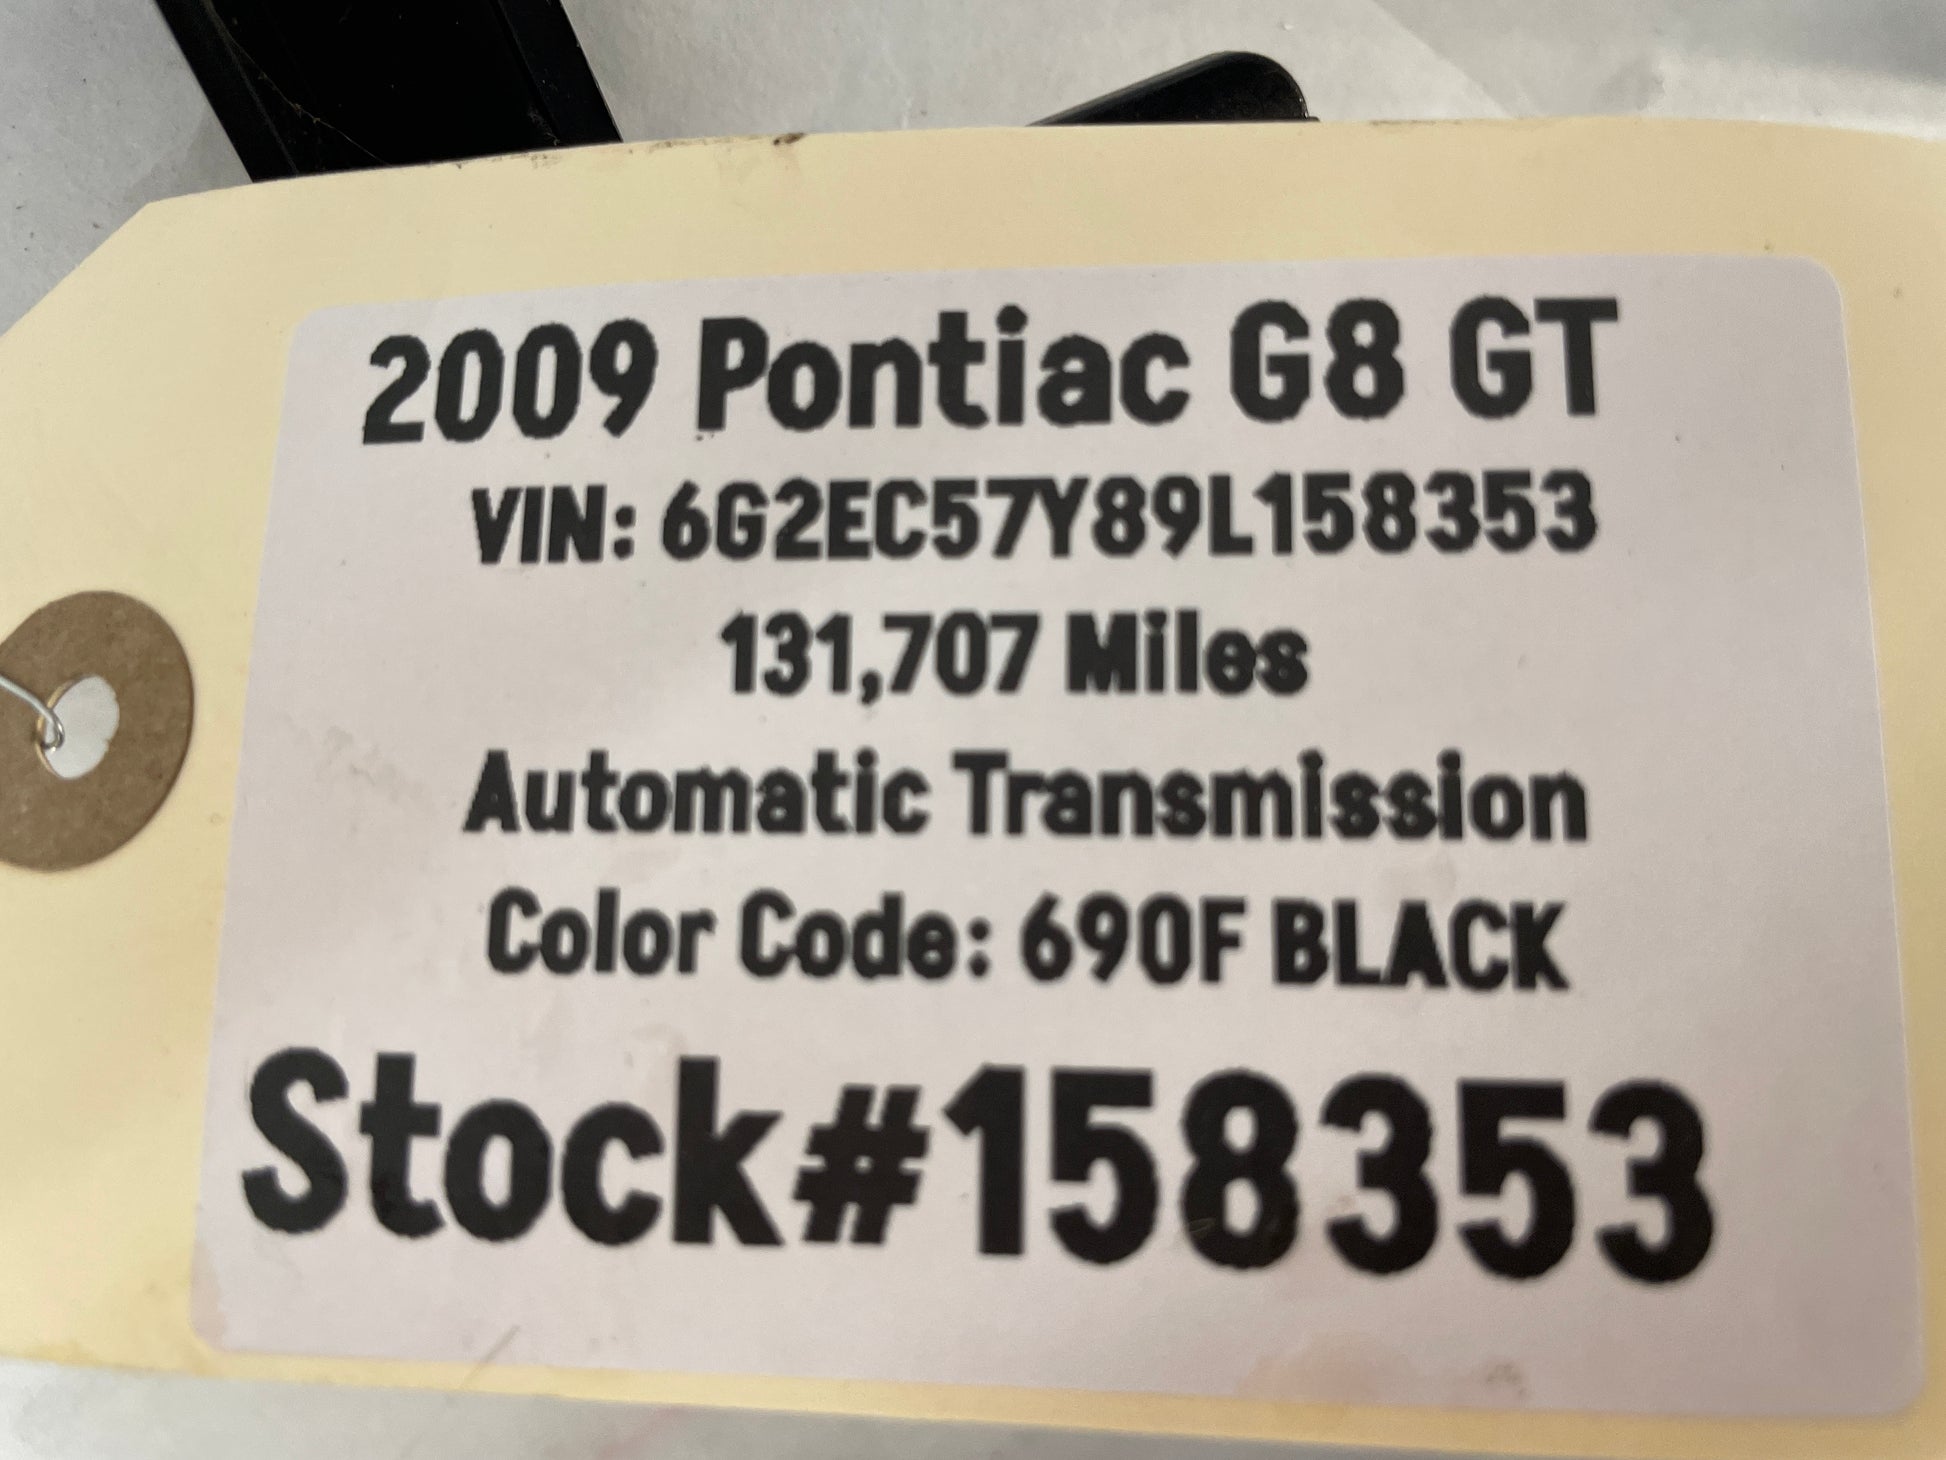 2009 Pontiac G8 GT
VIN: 6G2EC57Y89L158353
131,707 Miles
Automatic Transmission
Color Code: 690F BLACK
Stock#158353